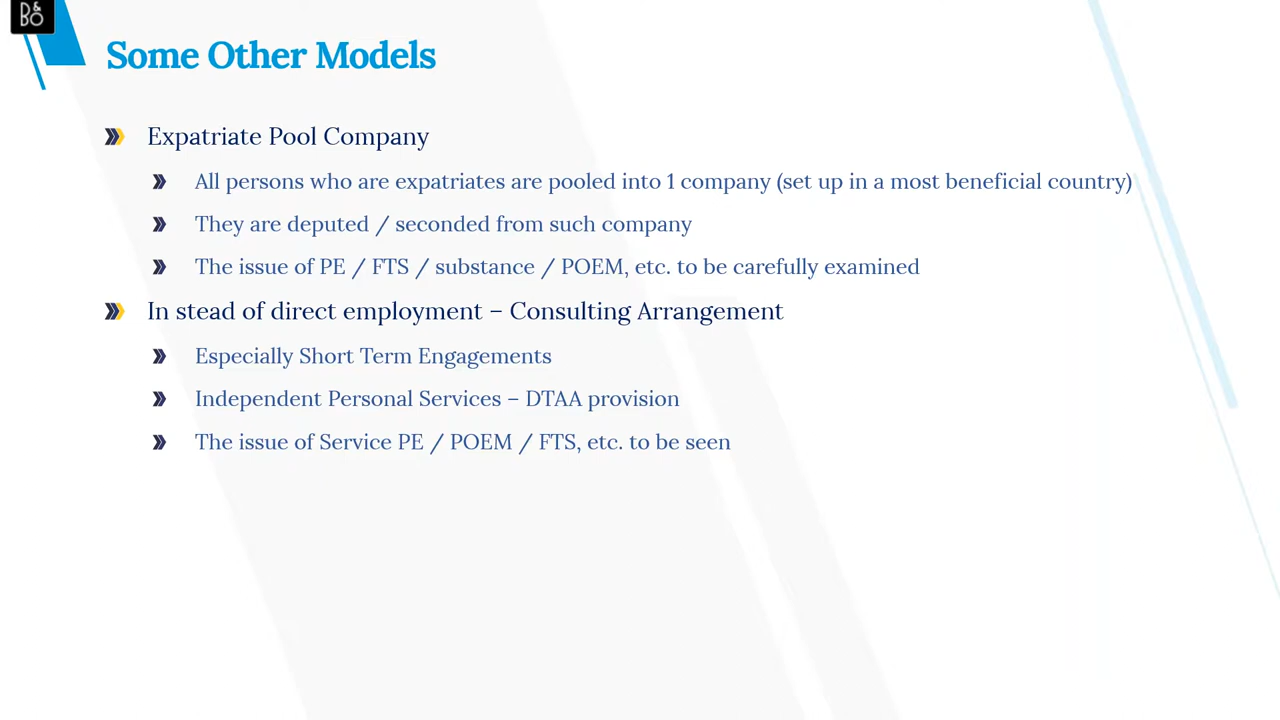 B&BO
Some Other Models
Expatriate Pool Company
All persons who are expatriates are pooled into 1 company (set up in a most beneficial country)
They are deputed / seconded from such company
The issue of PE / FTS / substance / POEM, etc. to be carefully examined
In stead of direct employment – Consulting Arrangement
Especially Short Term Engagements
Independent Personal Services – DTAA provision
The issue of Service PE / POEM / FTS, etc. to be seen